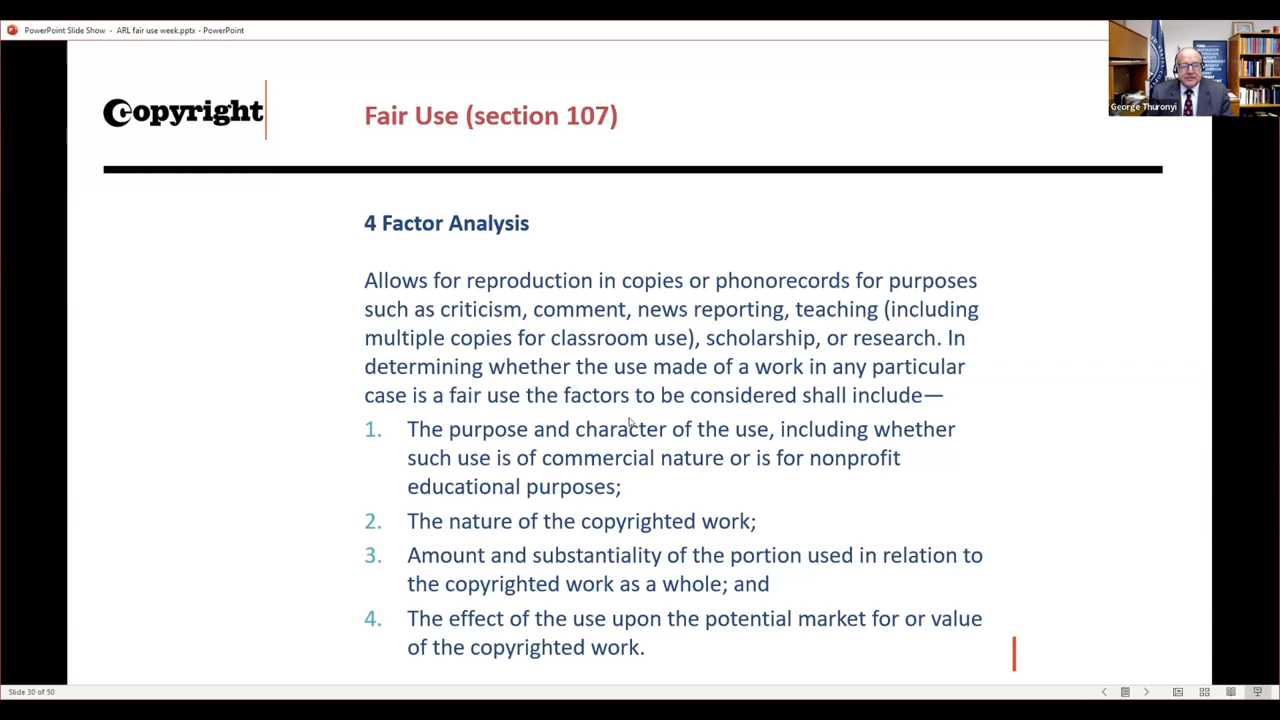 PowerPoint Slide Show - ARL fair use week.pptx - PowerPoint
George Thuronyi
Copyright
Fair Use (section 107)
4 Factor Analysis
Allows for reproduction in copies or phonorecords for purposes
such as criticism, comment, news reporting, teaching (including
multiple copies for classroom use), scholarship, or research. In
determining whether the use made of a work in any particular
case is a fair use the factors to be considered shall include—
1. The purpose and character of the use, including whether
such use is of commercial nature or is for nonprofit
educational purposes;
2. The nature of the copyrighted work;
3. Amount and substantiality of the portion used in relation to
the copyrighted work as a whole; and
4. The effect of the use upon the potential market for or value
of the copyrighted work.
Slide 30 of 50